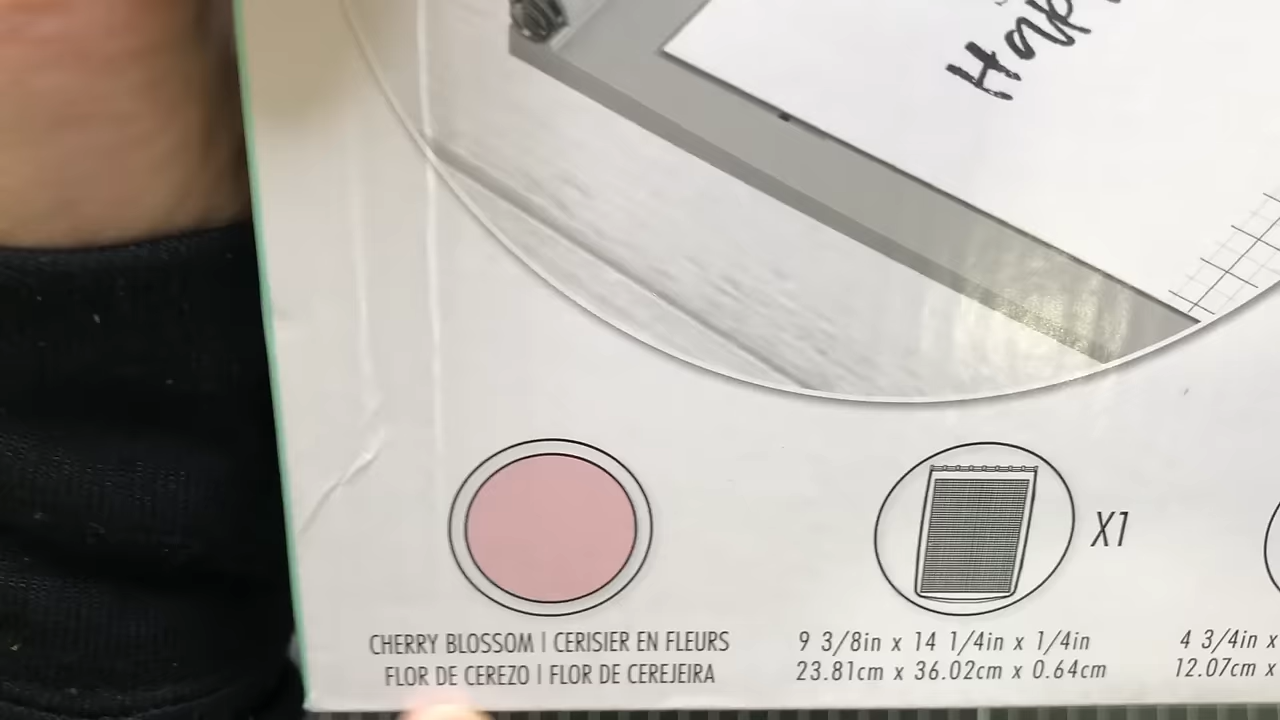 Hap
X1
CHERRY BLOSSOM | CERISIER EN FLEURS
FLOR DE CEREZO | FLOR DE CEREJEIRA
9 3/8in x 14 1/4in x 1/4in
23.81cm x 36.02cm x 0.64cm
4 3/4in x
12.07cm x